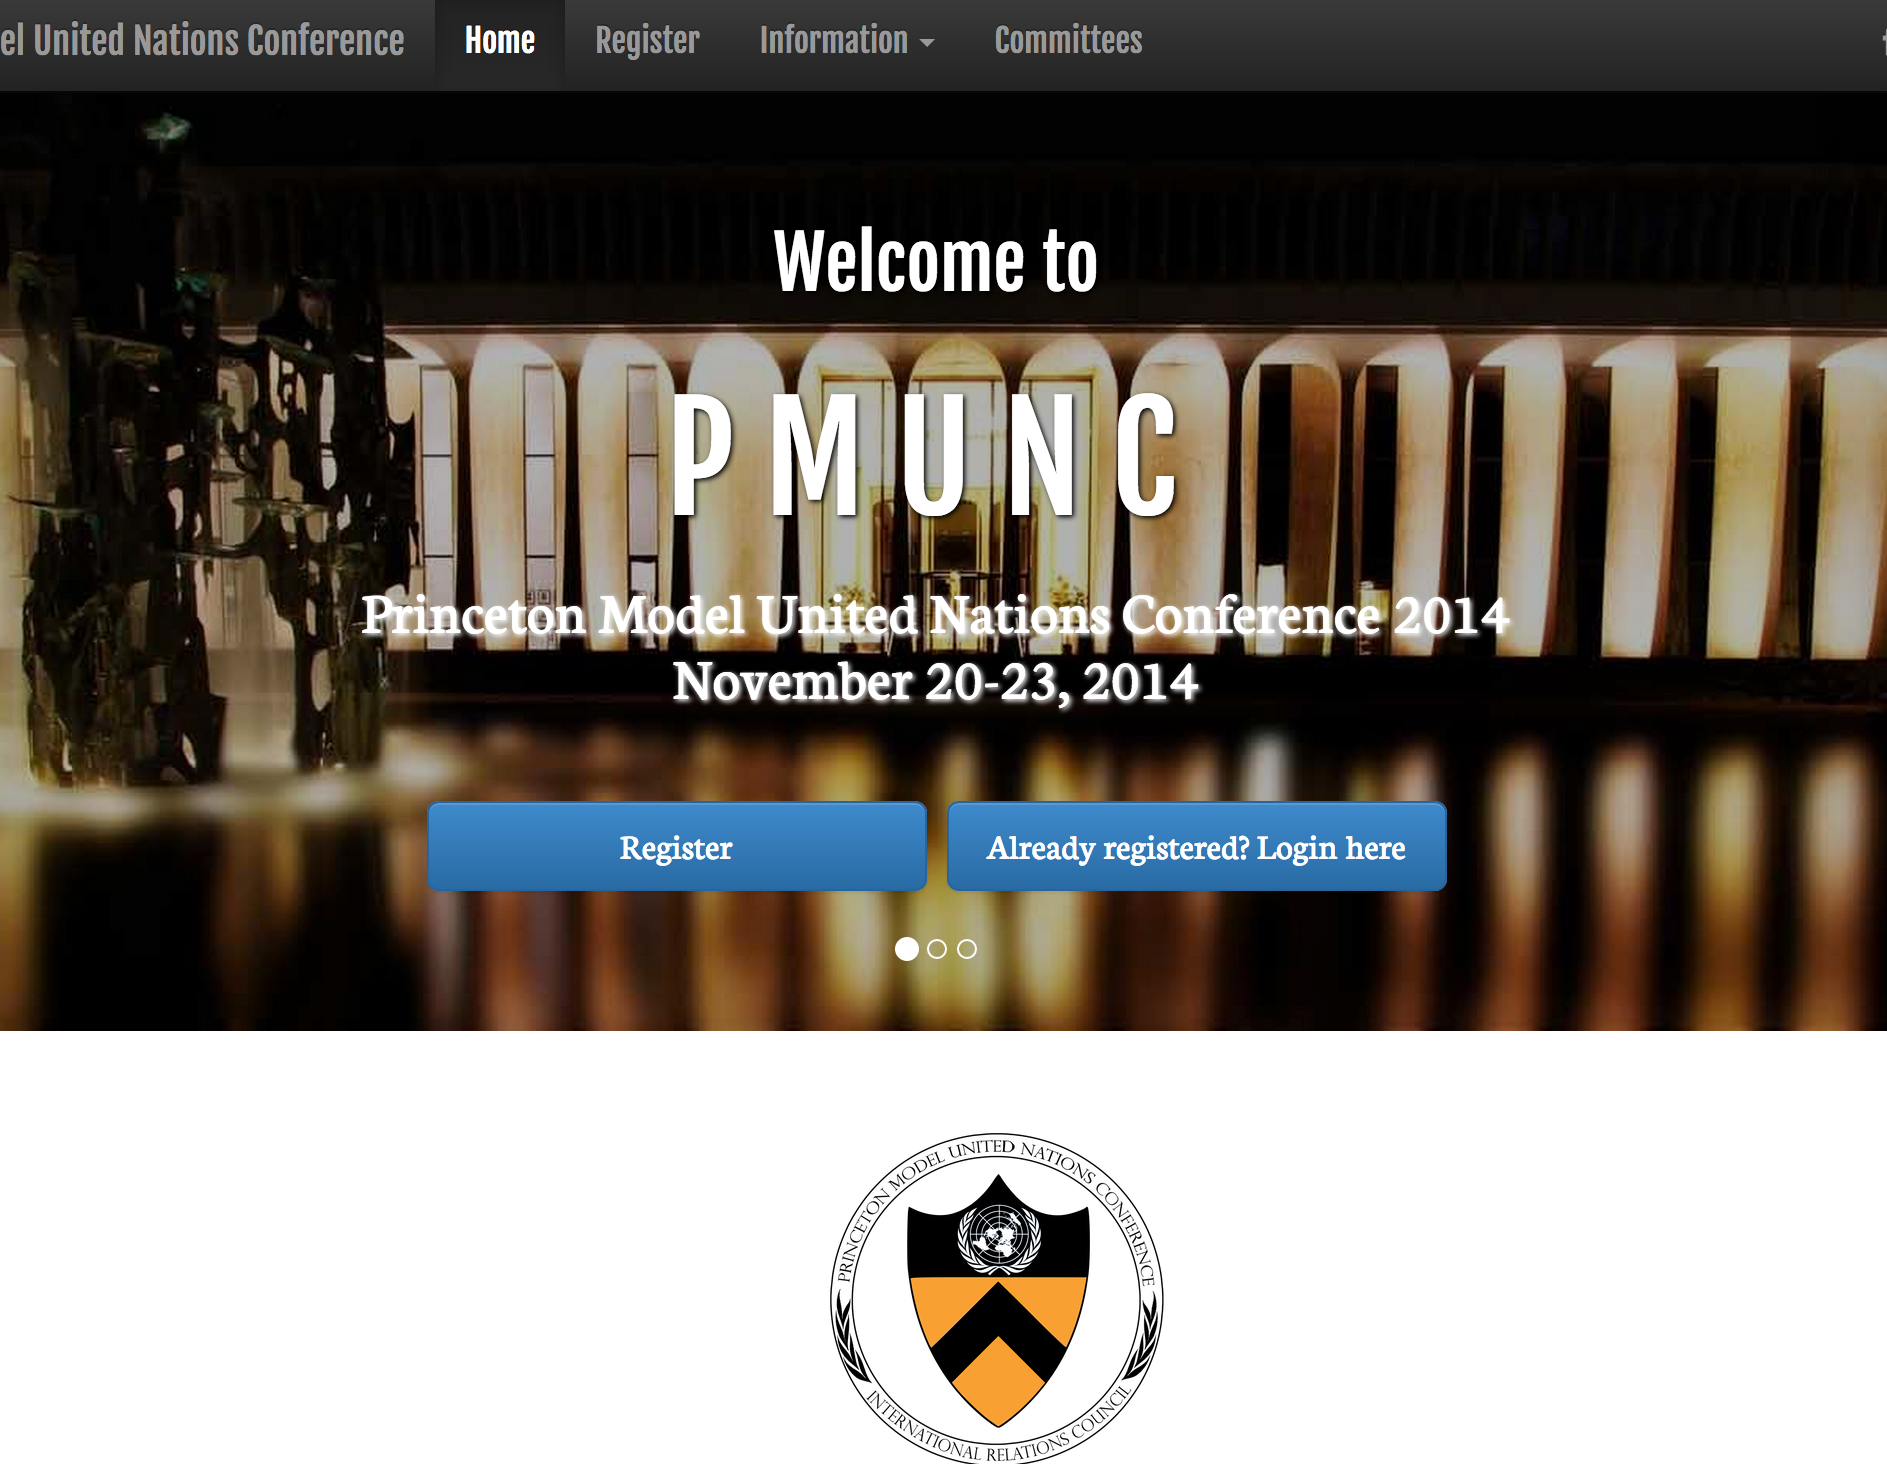 el United Nations Conference Home Register Information Committees
Welcome to
PMUNC
Princeton Model United Nations Conference 2014
November 20-23, 2014
Register Already registered? Login here
PRINCETON MODEL UNITED NATIONS CONFERENCE
INTERNATIONAL RELATIONS COUNCIL